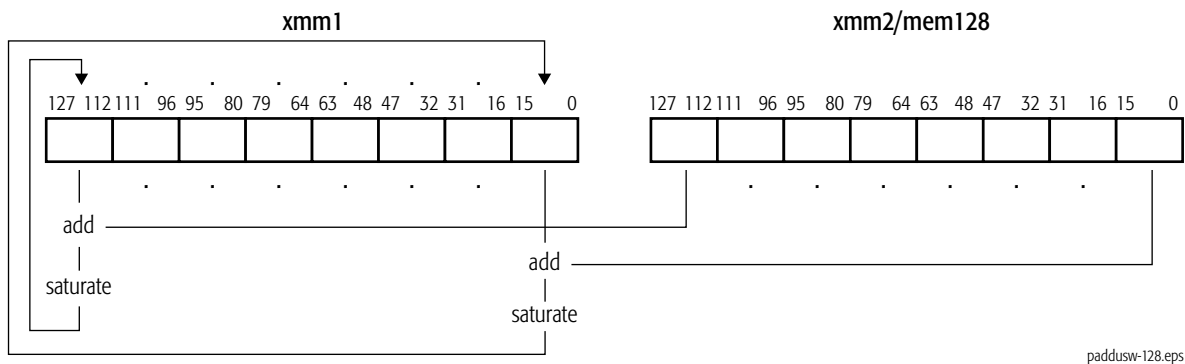 xmm1 xmm2/mem128
. . . . . .
127 112 111 96 95 80 79 64 63 48 47 32 31 16 15 0 127 112 111 96 95 80 79 64 63 48 47 32 31 16 15 0
. . . . . . . . . . . .
add
add
saturate
saturate
paddusw-128.eps